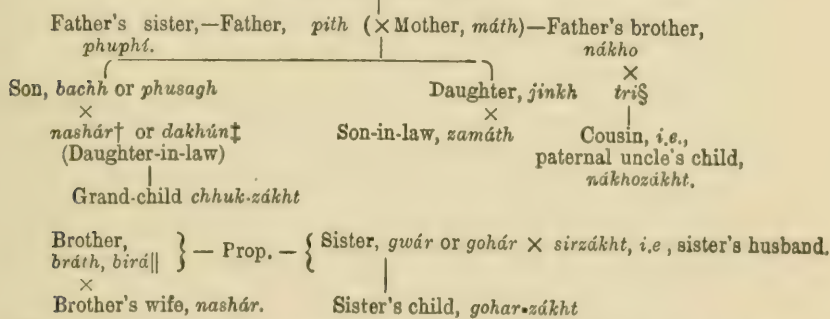 Father's sister,—Father, pith (× Mother, máth)—Father's brother,
phuphí. nákho
×
Son, bachh or phusagh Daughter, jinkh tri§
× ×
nashár† or dakhún‡ Son-in-law, zamáth Cousin, i.e.,
(Daughter-in-law) paternal uncle's child,
nákhozákht.
Grand-child chhuk-zákht
Brother, } — Prop. — { Sister, gwár or gohár × sirzákht, i.e, sister's husband.
bráth, birá||
×
Brother's wife, nashár. Sister's child, gohar-zákht